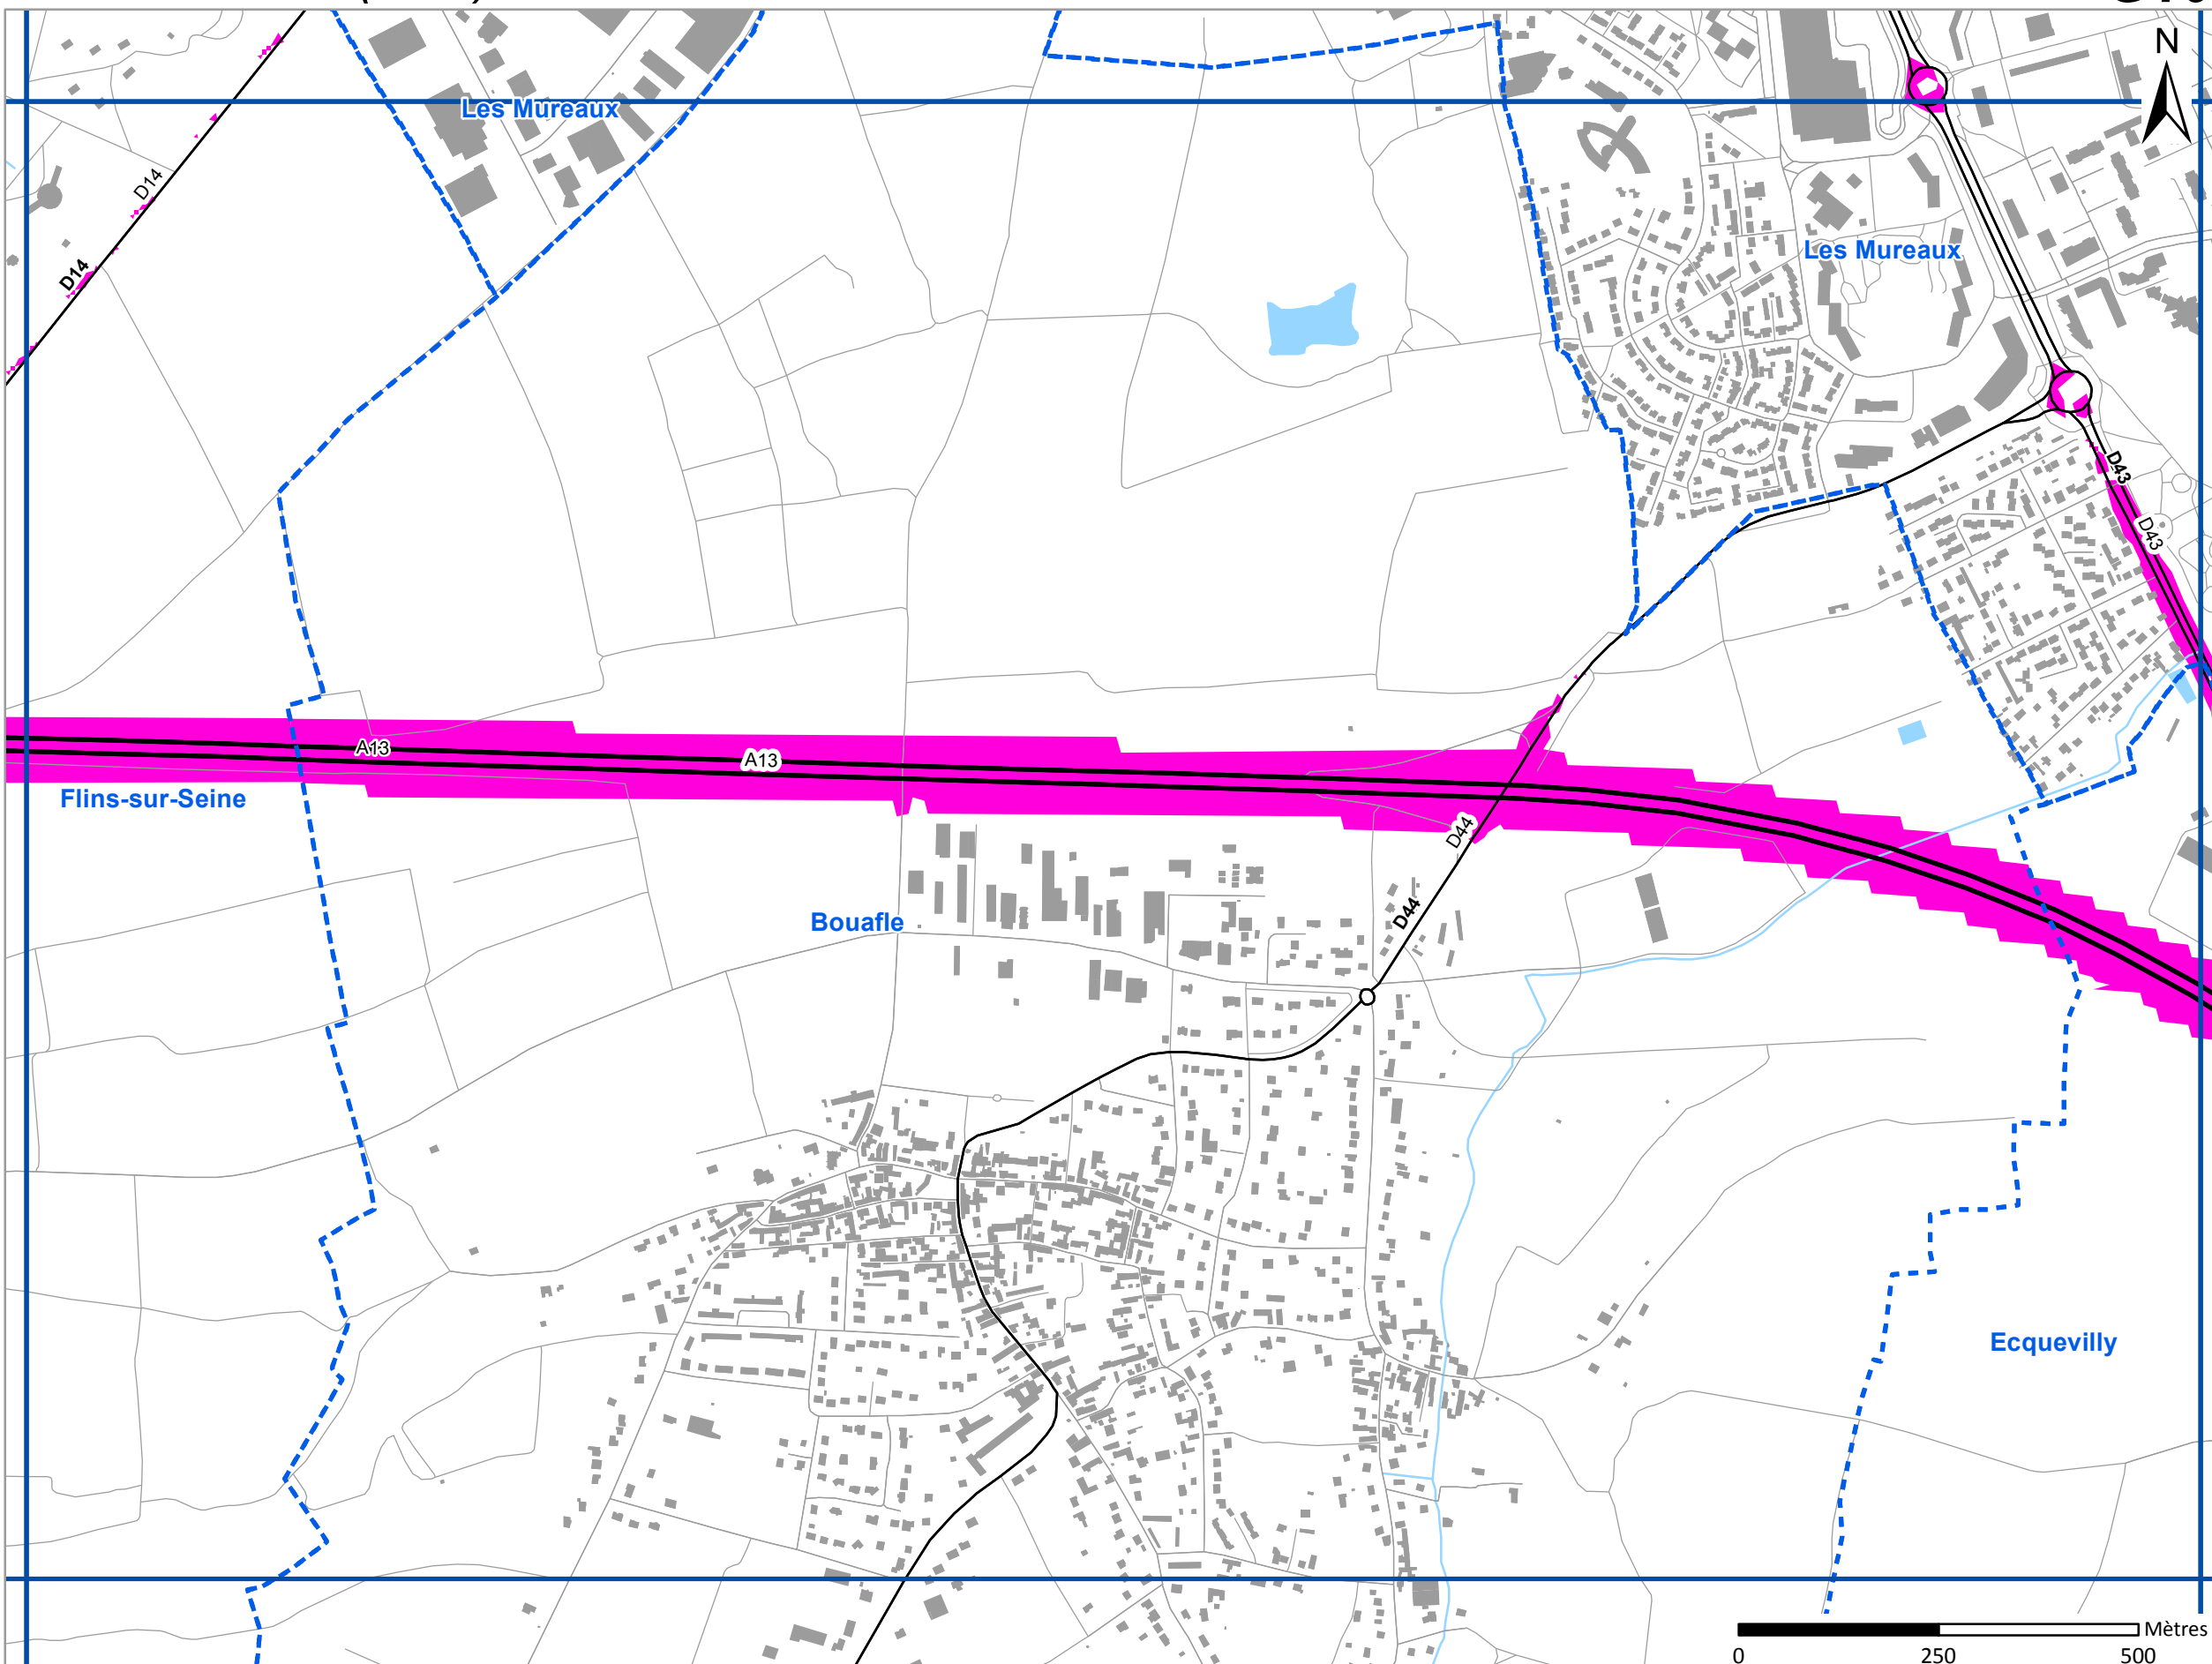 N
Les Mureaux
D14
Les Mureaux
D14
D43
D43
A13
A13
Flins-sur-Seine
D44
D44
Bouafle
Ecquevilly
Mètres
0 250 500